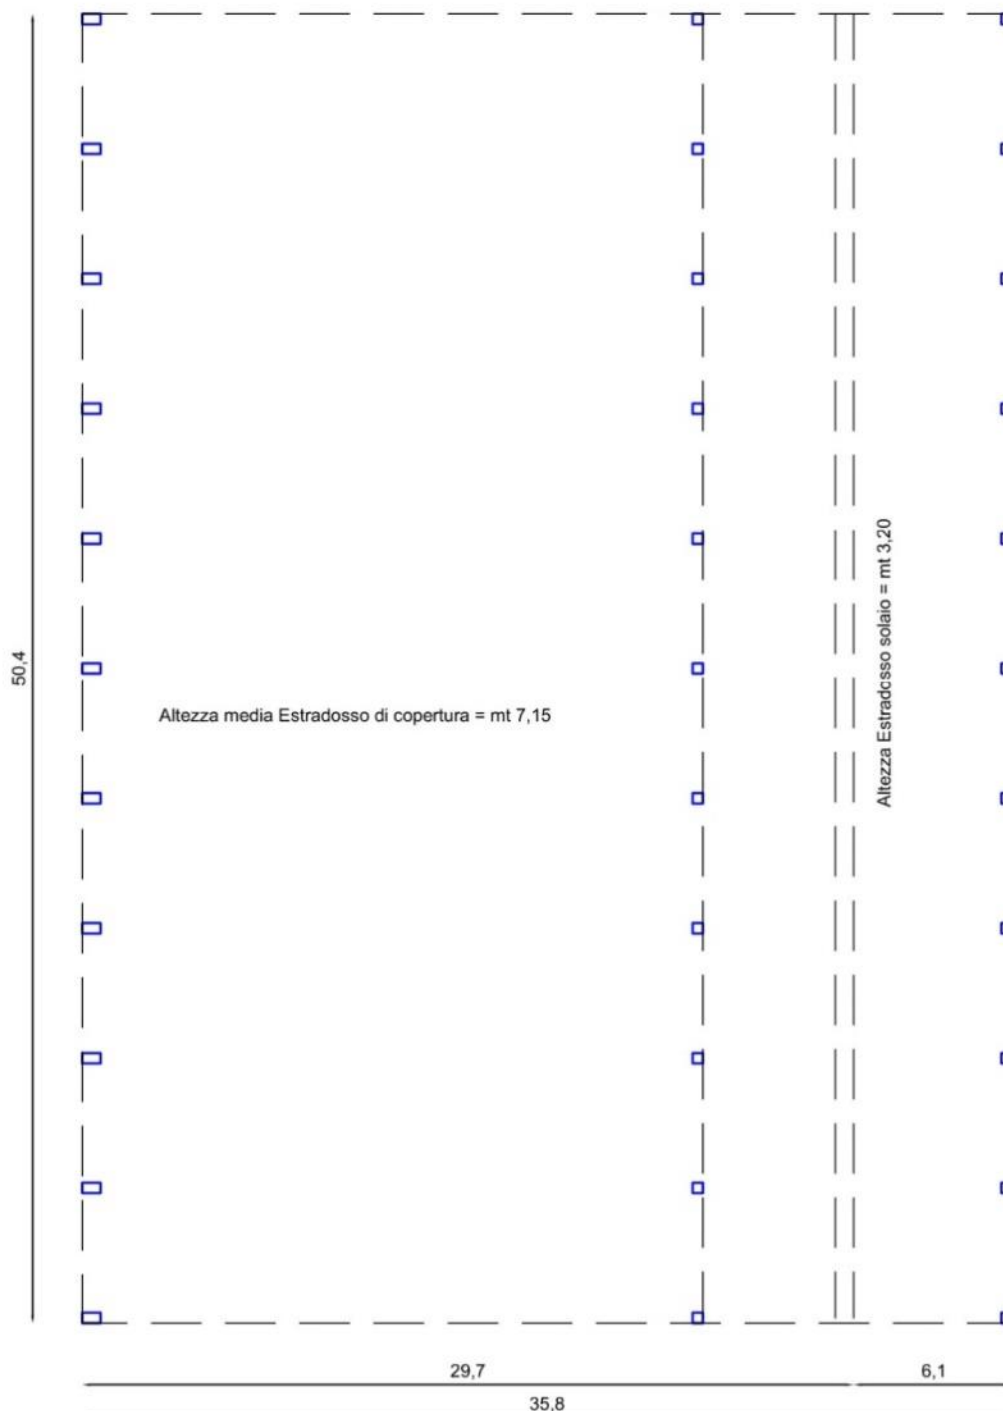 Altezza Estradosso solaio = mt 3,20
50,4
Altezza media Estradosso di copertura = mt 7,15
29,7
6,1
35,8